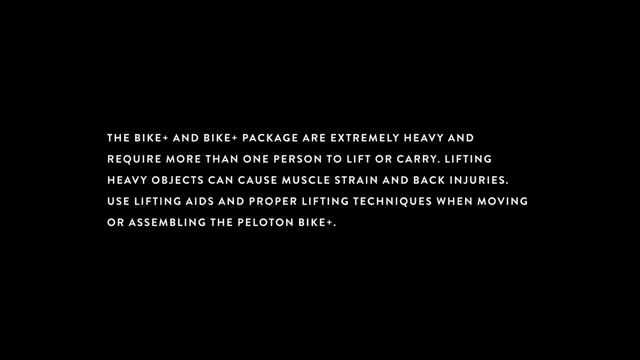 THE BIKE+ AND BIKE+ PACKAGE ARE EXTREMELY HEAVY AND
REQUIRE MORE THAN ONE PERSON TO LIFT OR CARRY. LIFTING
HEAVY OBJECTS CAN CAUSE MUSCLE STRAIN AND BACK INJURIES.
USE LIFTING AIDS AND PROPER LIFTING TECHNIQUES WHEN MOVING
OR ASSEMBLING THE PELOTON BIKE+.